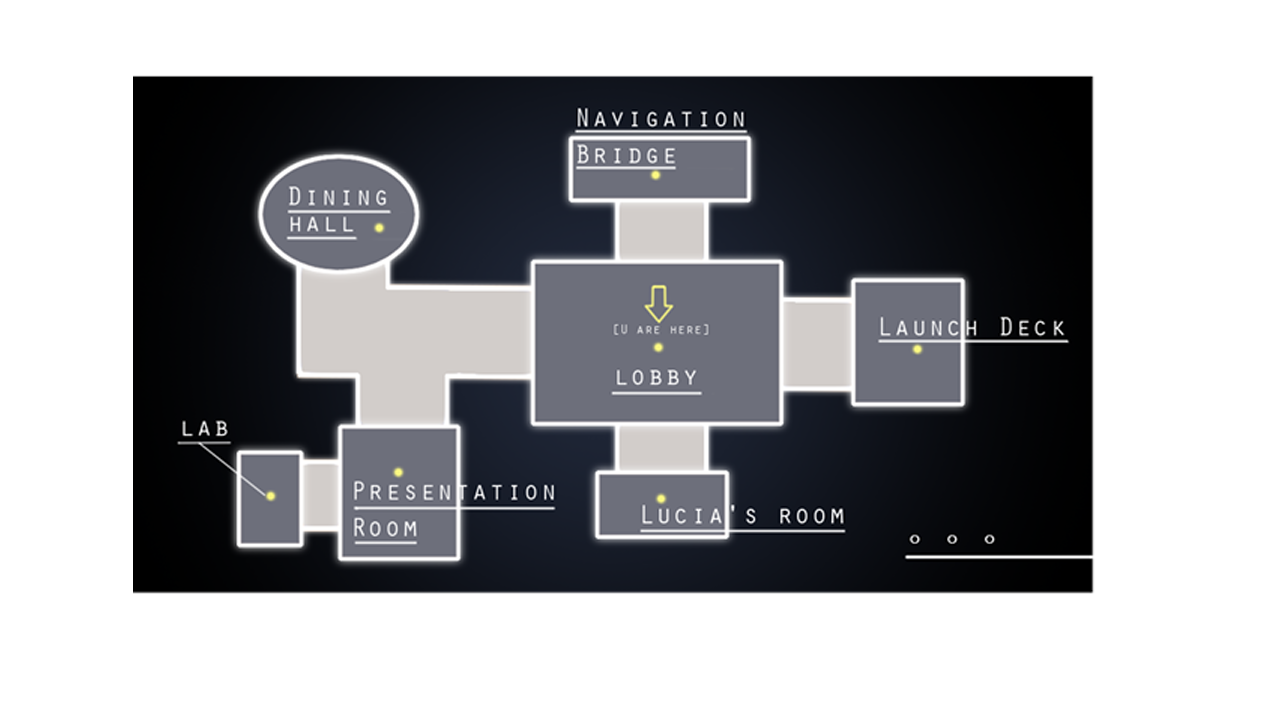 NAVIGATION
BRIDGE
DINING
HALL
[U ARE HERE]
LOBBY
LAUNCH DECK
LAB
PRESENTATION
ROOM
LUCIA'S ROOM
o o o